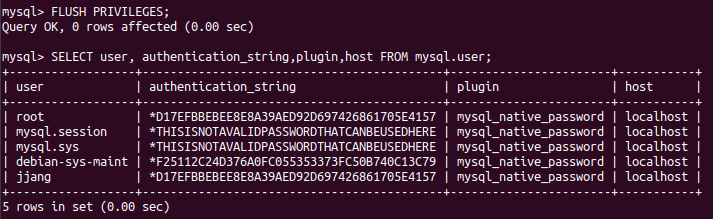 mysql> FLUSH PRIVILEGES;
Query OK, 0 rows affected (0.00 sec)
mysql> SELECT user, authentication_string,plugin,host FROM mysql.user;
+------------------+-------------------------------------------+-----------------------+-----------+
| user | authentication_string | plugin | host |
+------------------+-------------------------------------------+-----------------------+-----------+
| root | *D17EFBBEBEE8E8A39AED92D697426861705E4157 | mysql_native_password | localhost |
| mysql.session | *THISISNOTAVALIDPASSWORDTHATCANBEUSEDHERE | mysql_native_password | localhost |
| mysql.sys | *THISISNOTAVALIDPASSWORDTHATCANBEUSEDHERE | mysql_native_password | localhost |
| debian-sys-maint | *F25112C24D376A0FC055353373FC50B740C13C79 | mysql_native_password | localhost |
| jjang | *D17EFBBEBEE8E8A39AED92D697426861705E4157 | mysql_native_password | localhost |
+------------------+-------------------------------------------+-----------------------+-----------+
5 rows in set (0.00 sec)